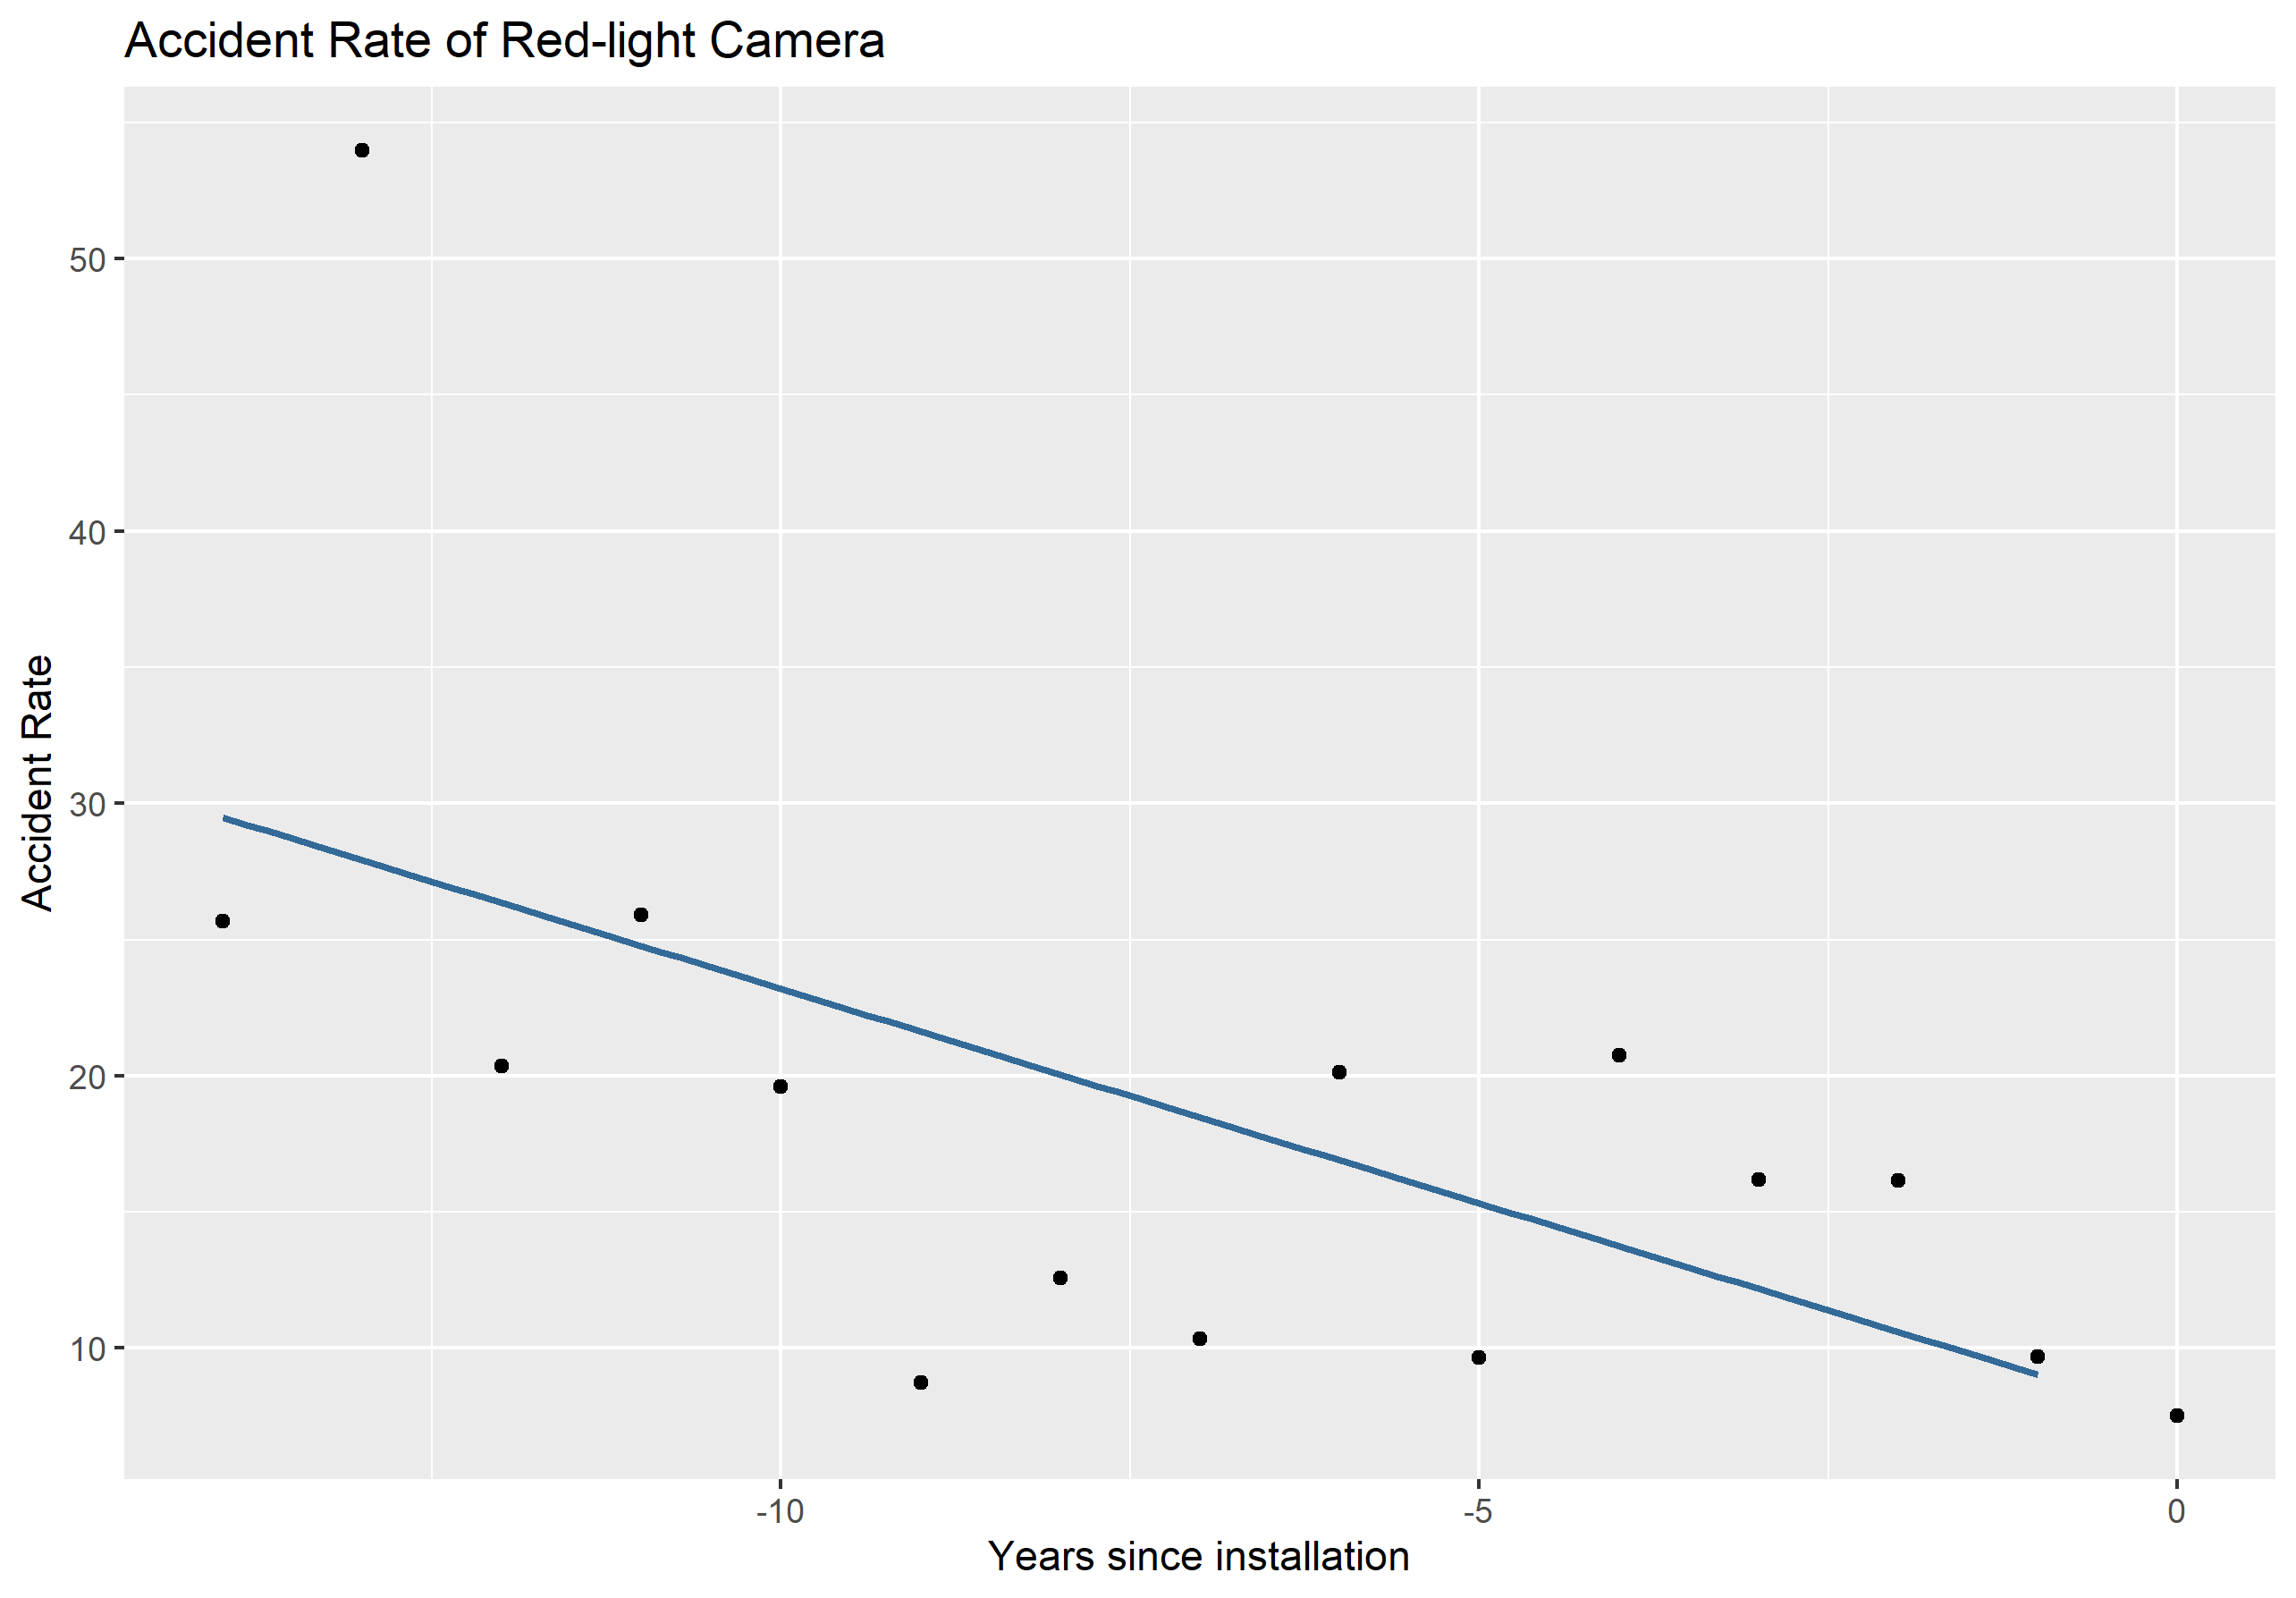 Accident Rate of Red-light Camera
50
40
30
20
10
Accident Rate
-10
-5
0
Years since installation